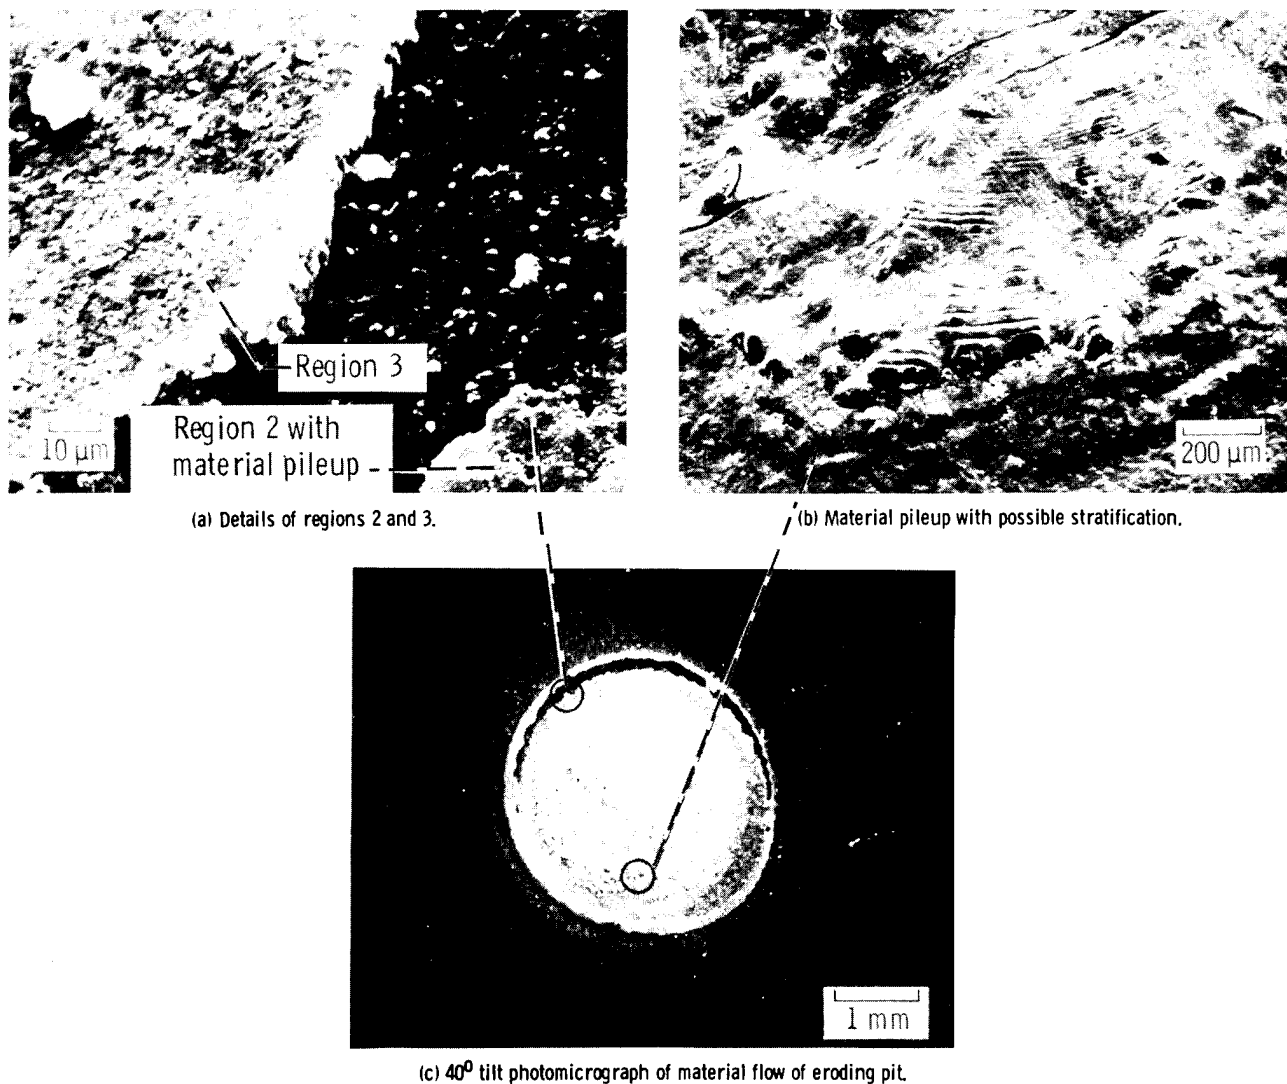 Region 3
10 µm
Region 2 with
material pileup
200 µm
(a) Details of regions 2 and 3.
(b) Material pileup with possible stratification.
1 mm
(c) 40⁰ tilt photomicrograph of material flow of eroding pit.